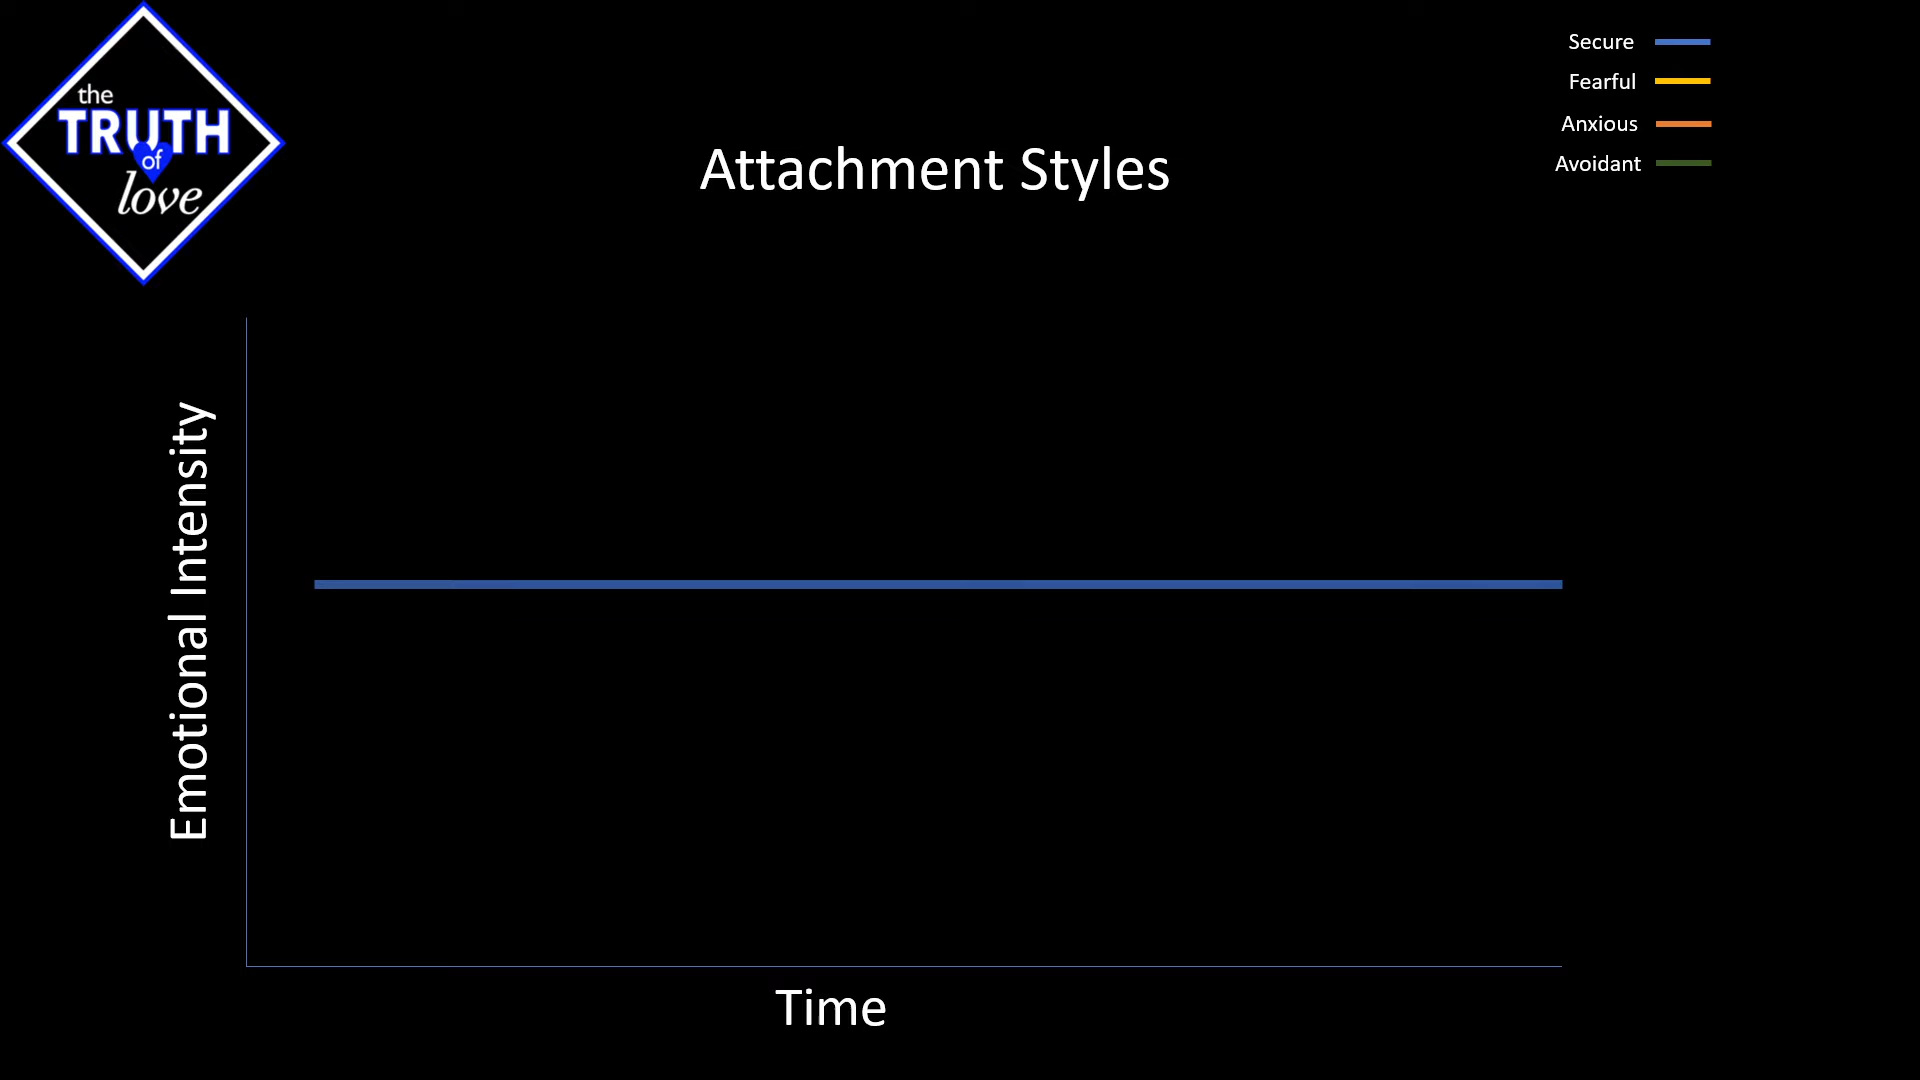 the
TRUTH
of
love
Secure
Fearful
Anxious
Avoidant
Attachment Styles
Emotional Intensity
Time